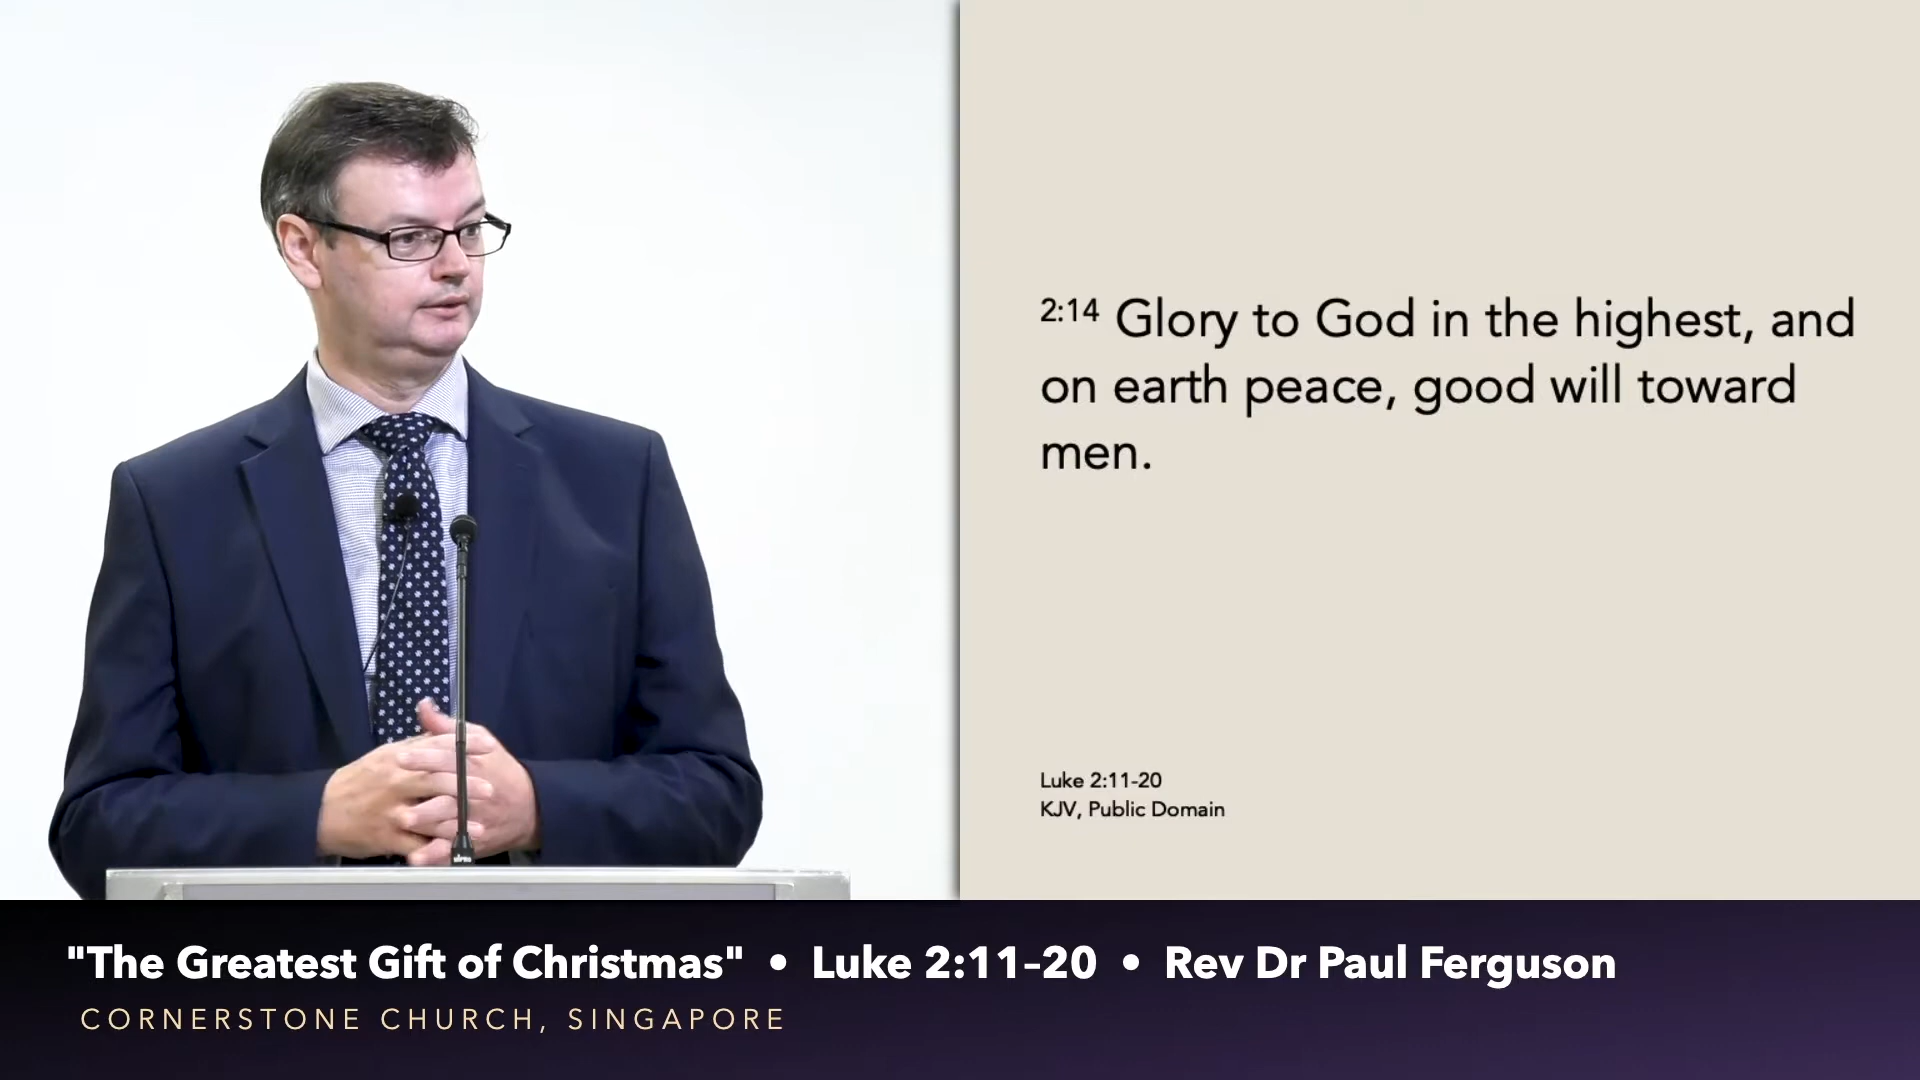 2:14 Glory to God in the highest, and
on earth peace, good will toward
men.
Luke 2:11-20
KJV, Public Domain
"The Greatest Gift of Christmas" • Luke 2:11–20 • Rev Dr Paul Ferguson
CORNERSTONE CHURCH, SINGAPORE